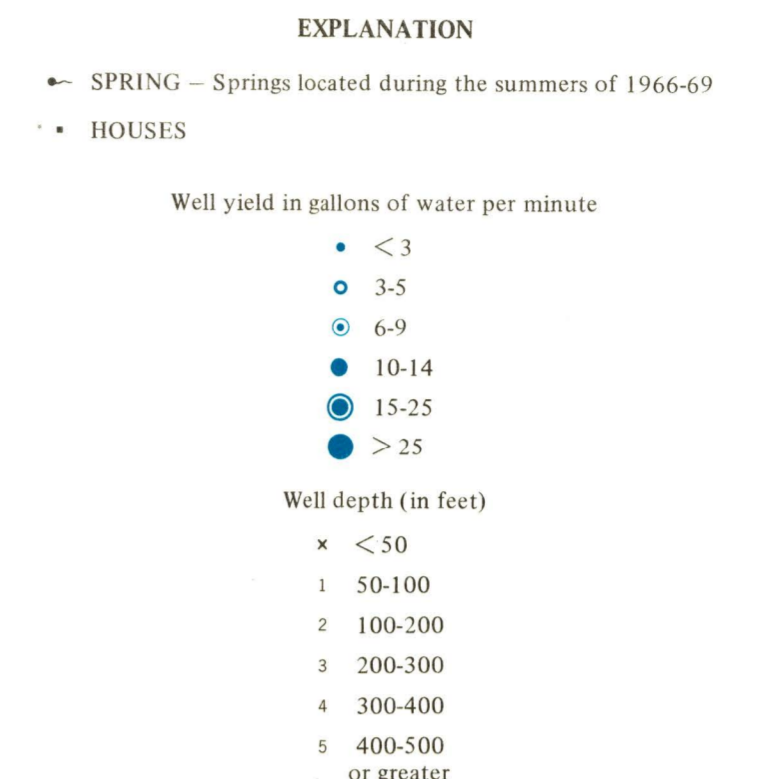 EXPLANATION
SPRING – Springs located during the summers of 1966-69
HOUSES
Well yield in gallons of water per minute
< 3
3-5
6-9
10-14
15-25
> 25
Well depth (in feet)
x < 50
1 50-100
2 100-200
3 200-300
4 300-400
5 400-500
or greater